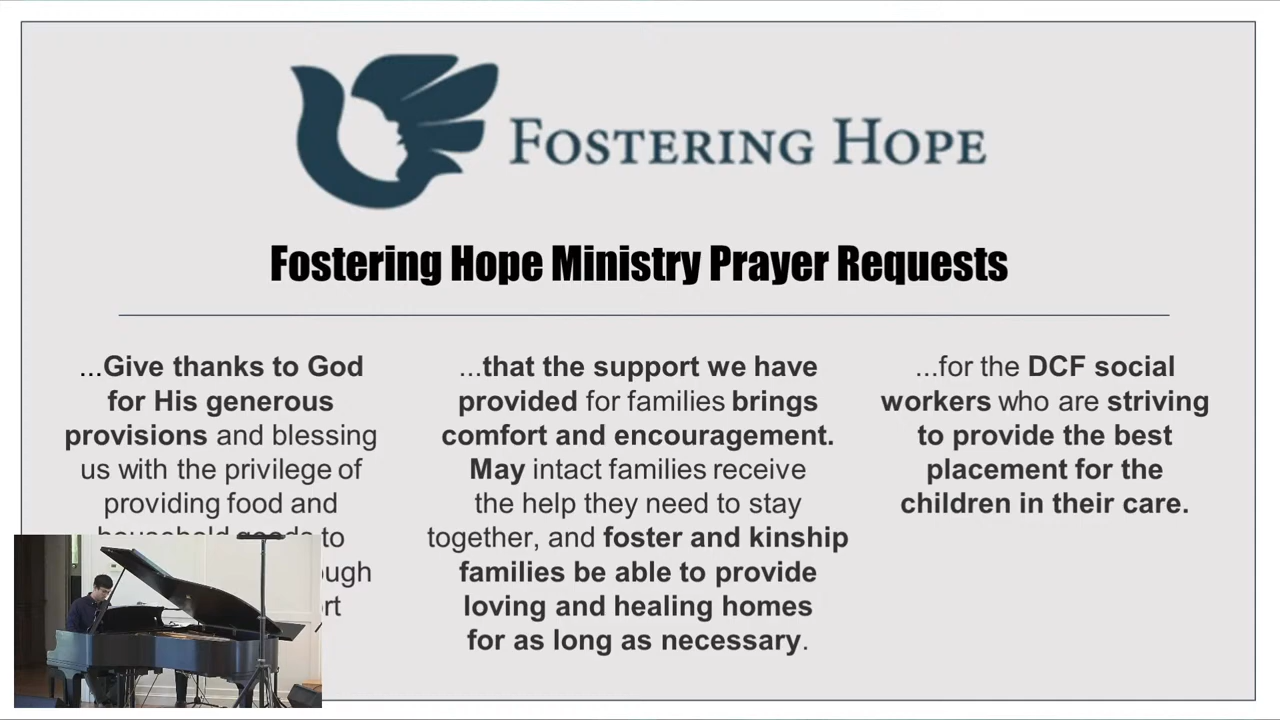 FOSTERING HOPE
Fostering Hope Ministry Prayer Requests
...Give thanks to God
for His generous
provisions and blessing
us with the privilege of
providing food and
to
...that the support we have
provided for families brings
comfort and encouragement.
May intact families receive
the help they need to stay
together, and foster and kinship
families be able to provide
loving and healing homes
for as long as necessary.
...for the DCF social
workers who are striving
to provide the best
placement for the
children in their care.